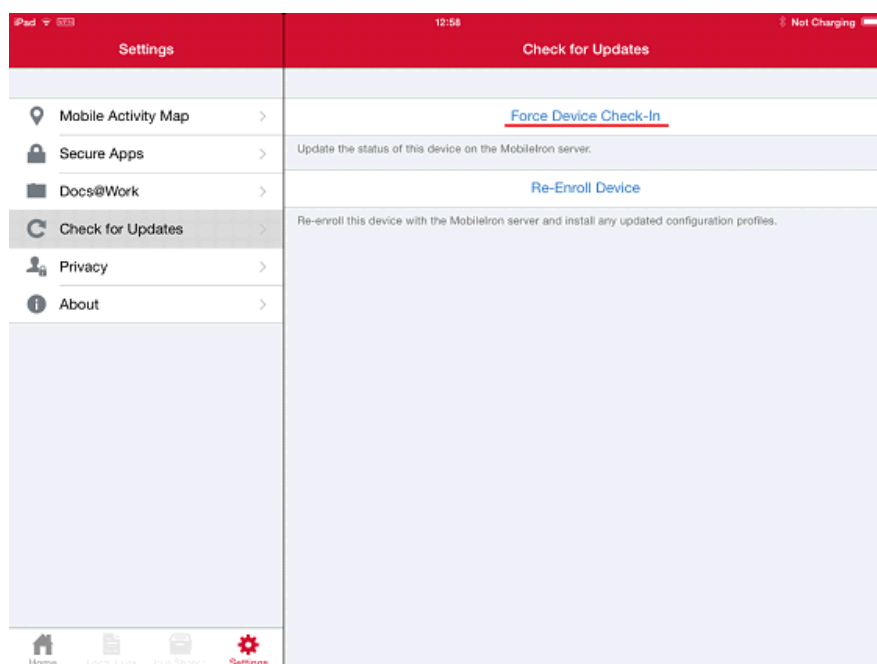 iPad
12:58
Not Charging
Settings
Check for Updates
Mobile Activity Map
Secure Apps
Docs@Work
Check for Updates
Privacy
About
Force Device Check-In
Update the status of this device on the MobileIron server.
Re-Enroll Device
Re-enroll this device with the MobileIron server and install any updated configuration profiles.
Home
Settings